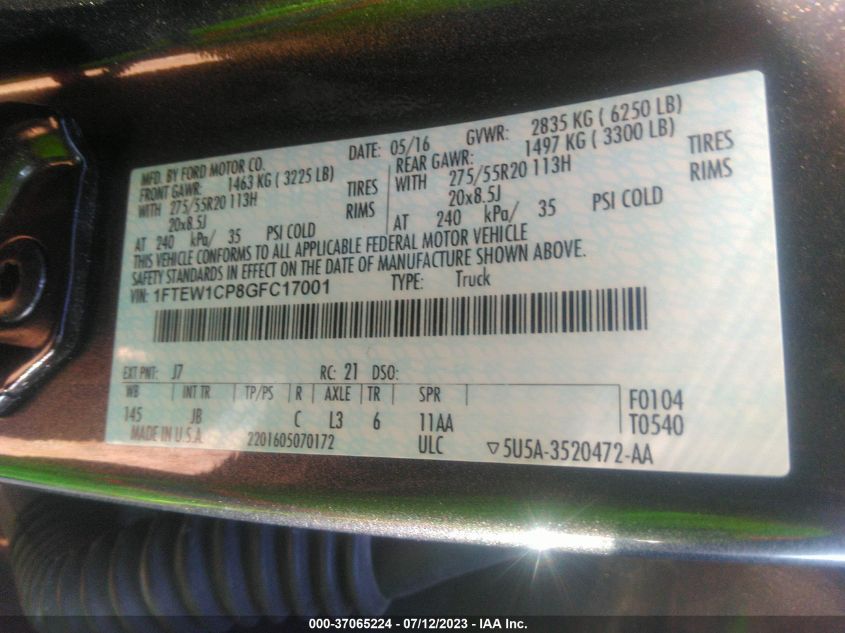 MFD. BY FORD MOTOR CO.
DATE: 05/16 GVWR: 2835 KG ( 6250 LB)
FRONT GAWR: 1463 KG ( 3225 LB) REAR GAWR: 1497 KG ( 3300 LB)
WITH 275/55R20 113H TIRES WITH 275/55R20 113H TIRES
20x8.5J RIMS 20x8.5J RIMS
AT 240 kPa/ 35 PSI COLD AT 240 kPa/ 35 PSI COLD
THIS VEHICLE CONFORMS TO ALL APPLICABLE FEDERAL MOTOR VEHICLE
SAFETY STANDARDS IN EFFECT ON THE DATE OF MANUFACTURE SHOWN ABOVE.
VIN: 1FTEW1CP8GFC17001 TYPE: Truck
EXT PNT: J7 RC: 21 DSO:
WB INT TR TP/PS R AXLE TR SPR F0104
145 JB C L3 6 11AA T0540
MADE IN U.S.A. 2201605070172 ULC ▽5U5A-3520472-AA
000-37065224 - 07/12/2023 - IAA Inc.